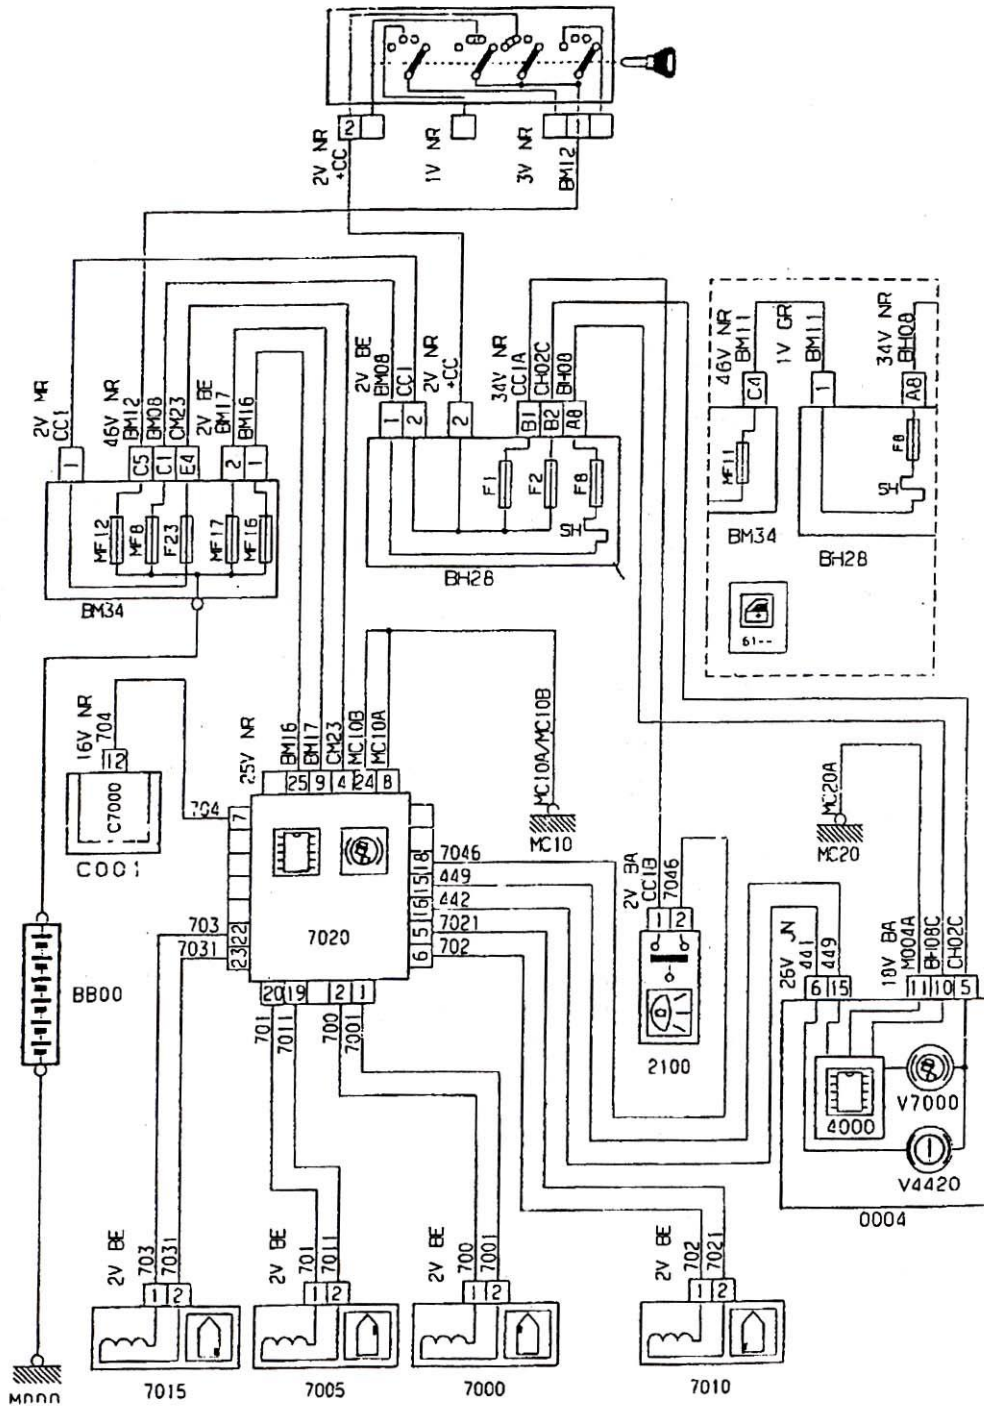 2
2V NR
+CC
1V NR
3V NR
BM12
2V MR
CC1
46V NR
BM12
BM08
CM23
2V BE
BM17
BM16
1
C5
C1
E4
2
1
MF12
MF8
F23
MF17
MF16
BM34
2V BE
BM08
CC1
2V NR
+CC
34V NR
CC1A
CH02C
BH08
1
2
2
B1
B2
A8
F1
F2
F8
SH
BH28
46V NR
BM11
1V GR
BM11
34V NR
BH08
C4
1
A8
MF11
F8
SH
BM34
BH28
61--
16V NR
704
12
C7000
C001
25V NR
BM16
BM17
CM23
MC10B
MC10A
25
9
4
24
8
704
7
703
7031
22
23
7020
18
15
16
5
6
7046
449
442
7021
702
20
19
2
1
701
7011
700
7001
MC10A/MC10B
MC10
2V BA
CC1B
7046
1
2
2100
MC20A
MC20
26V JN
441
449
18V BA
M004A
BH08C
CH02C
6
15
11
10
5
4000
V7000
V4420
0004
BB00
M000
2V BE
703
7031
1
2
7015
2V BE
701
7011
1
2
7005
2V BE
700
7001
1
2
7000
2V BE
702
7021
1
2
7010